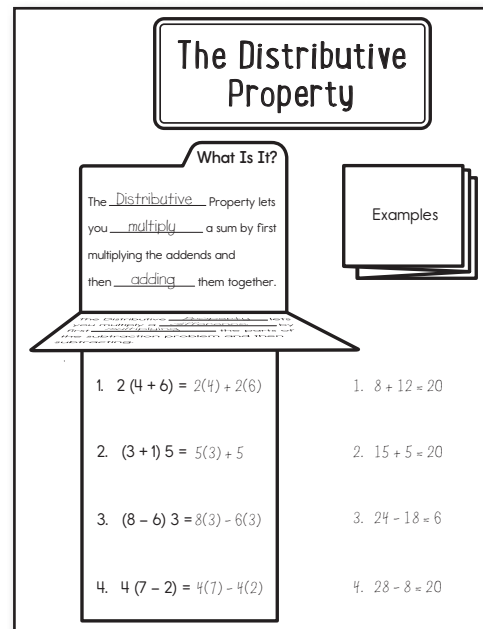 The Distributive
Property
What Is It?
The Distributive Property lets
you multiply a sum by first
multiplying the addends and
then adding them together.
Examples
The Distributive Property lets
you multiply a difference by
first multiplying the parts of
the subtraction problem and then
subtracting.
1. 2 (4 + 6) = 2(4) + 2(6)
1. 8 + 12 = 20
2. (3 + 1) 5 = 5(3) + 5
2. 15 + 5 = 20
3. (8 – 6) 3 = 8(3) - 6(3)
3. 24 - 18 = 6
4. 4 (7 – 2) = 4(7) - 4(2)
4. 28 - 8 = 20